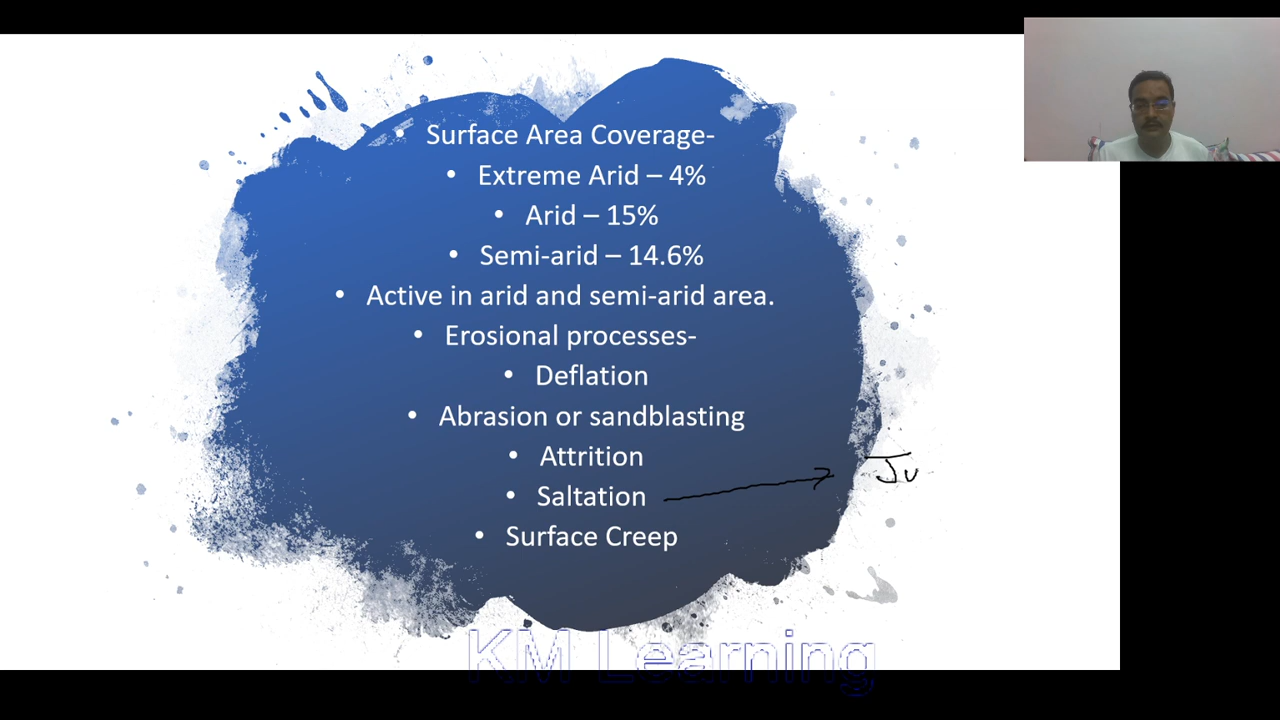 • Surface Area Coverage-
• Extreme Arid – 4%
• Arid – 15%
• Semi-arid – 14.6%
• Active in arid and semi-arid area.
• Erosional processes-
• Deflation
• Abrasion or sandblasting
• Attrition
• Saltation
Ju
• Surface Creep
KM Learning